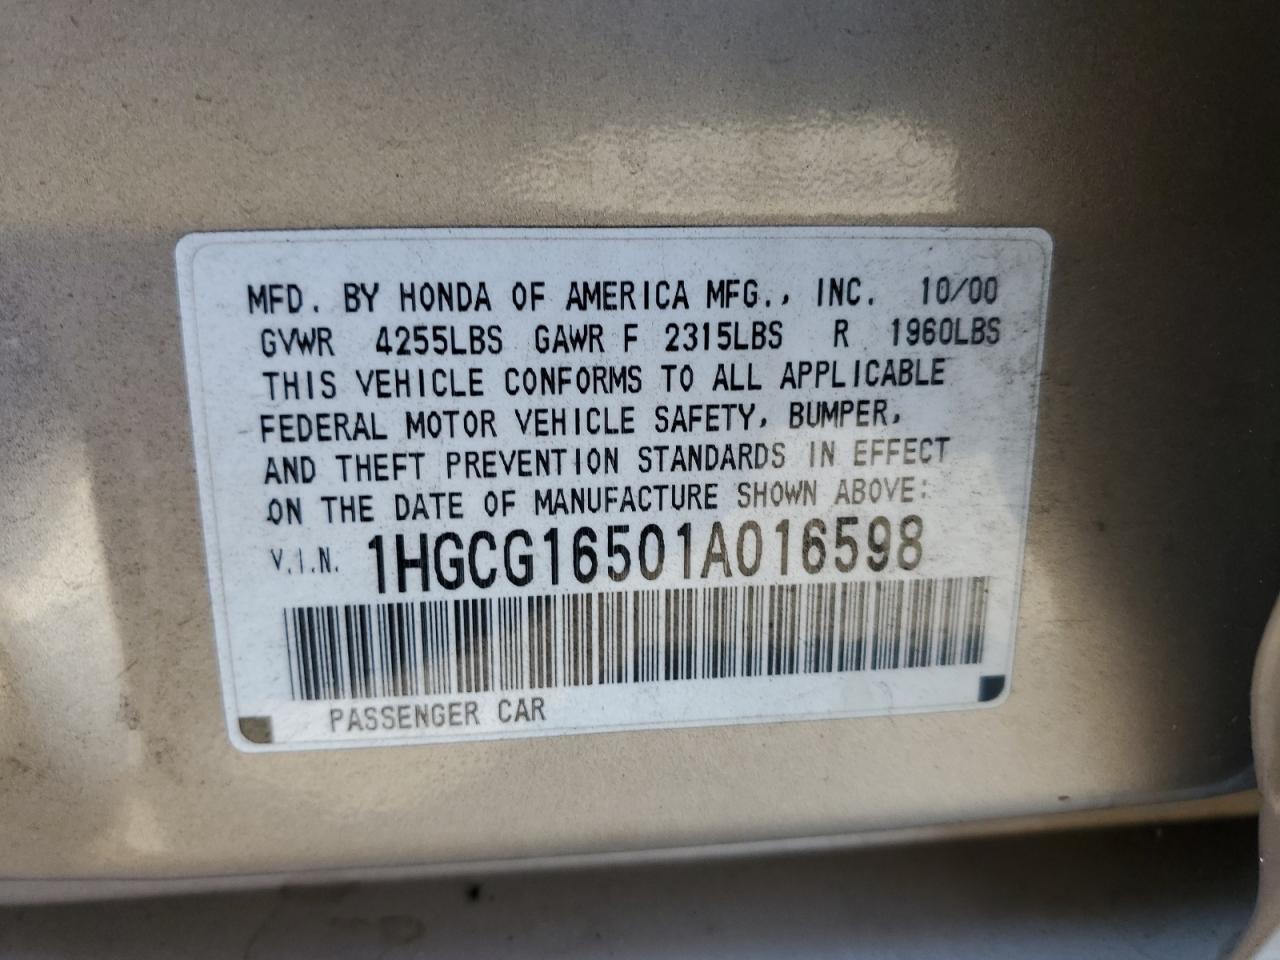 MFD. BY HONDA OF AMERICA MFG., INC. 10/00
GVWR 4255LBS GAWR F 2315LBS R 1960LBS
THIS VEHICLE CONFORMS TO ALL APPLICABLE
FEDERAL MOTOR VEHICLE SAFETY, BUMPER,
AND THEFT PREVENTION STANDARDS IN EFFECT
ON THE DATE OF MANUFACTURE SHOWN ABOVE:
V.I.N. 1HGCG16501A016598
PASSENGER CAR